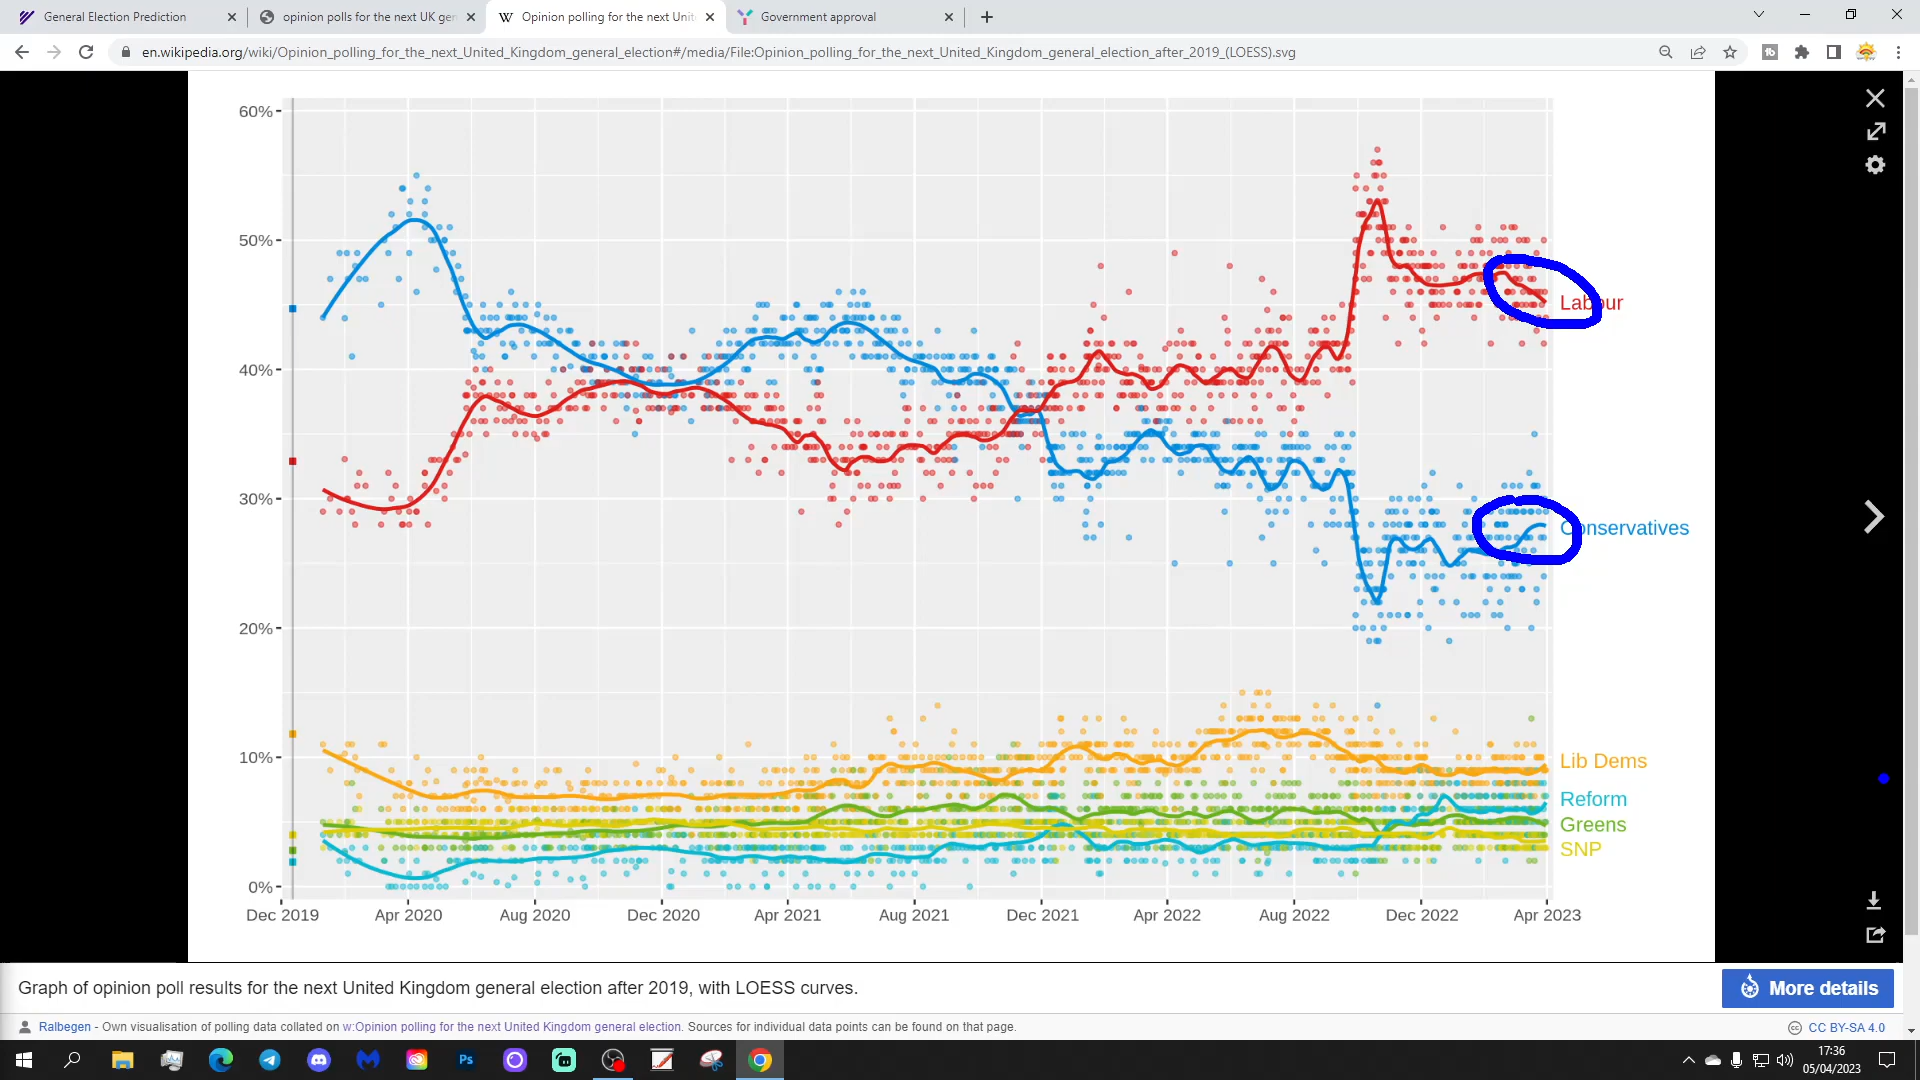 General Election Prediction
opinion polls for the next UK gen
Opinion polling for the next Unit
Government approval
en.wikipedia.org/wiki/Opinion_polling_for_the_next_United_Kingdom_general_election#/media/File:Opinion_polling_for_the_next_United_Kingdom_general_election_after_2019_(LOESS).svg
60%
50%
40%
30%
20%
10%
0%
Labour
Conservatives
Lib Dems
Reform
Greens
SNP
Dec 2019 Apr 2020 Aug 2020 Dec 2020 Apr 2021 Aug 2021 Dec 2021 Apr 2022 Aug 2022 Dec 2022 Apr 2023
Graph of opinion poll results for the next United Kingdom general election after 2019, with LOESS curves.
More details
Ralbegen - Own visualisation of polling data collated on w:Opinion polling for the next United Kingdom general election. Sources for individual data points can be found on that page.
CC BY-SA 4.0
Ps
17:36
05/04/2023